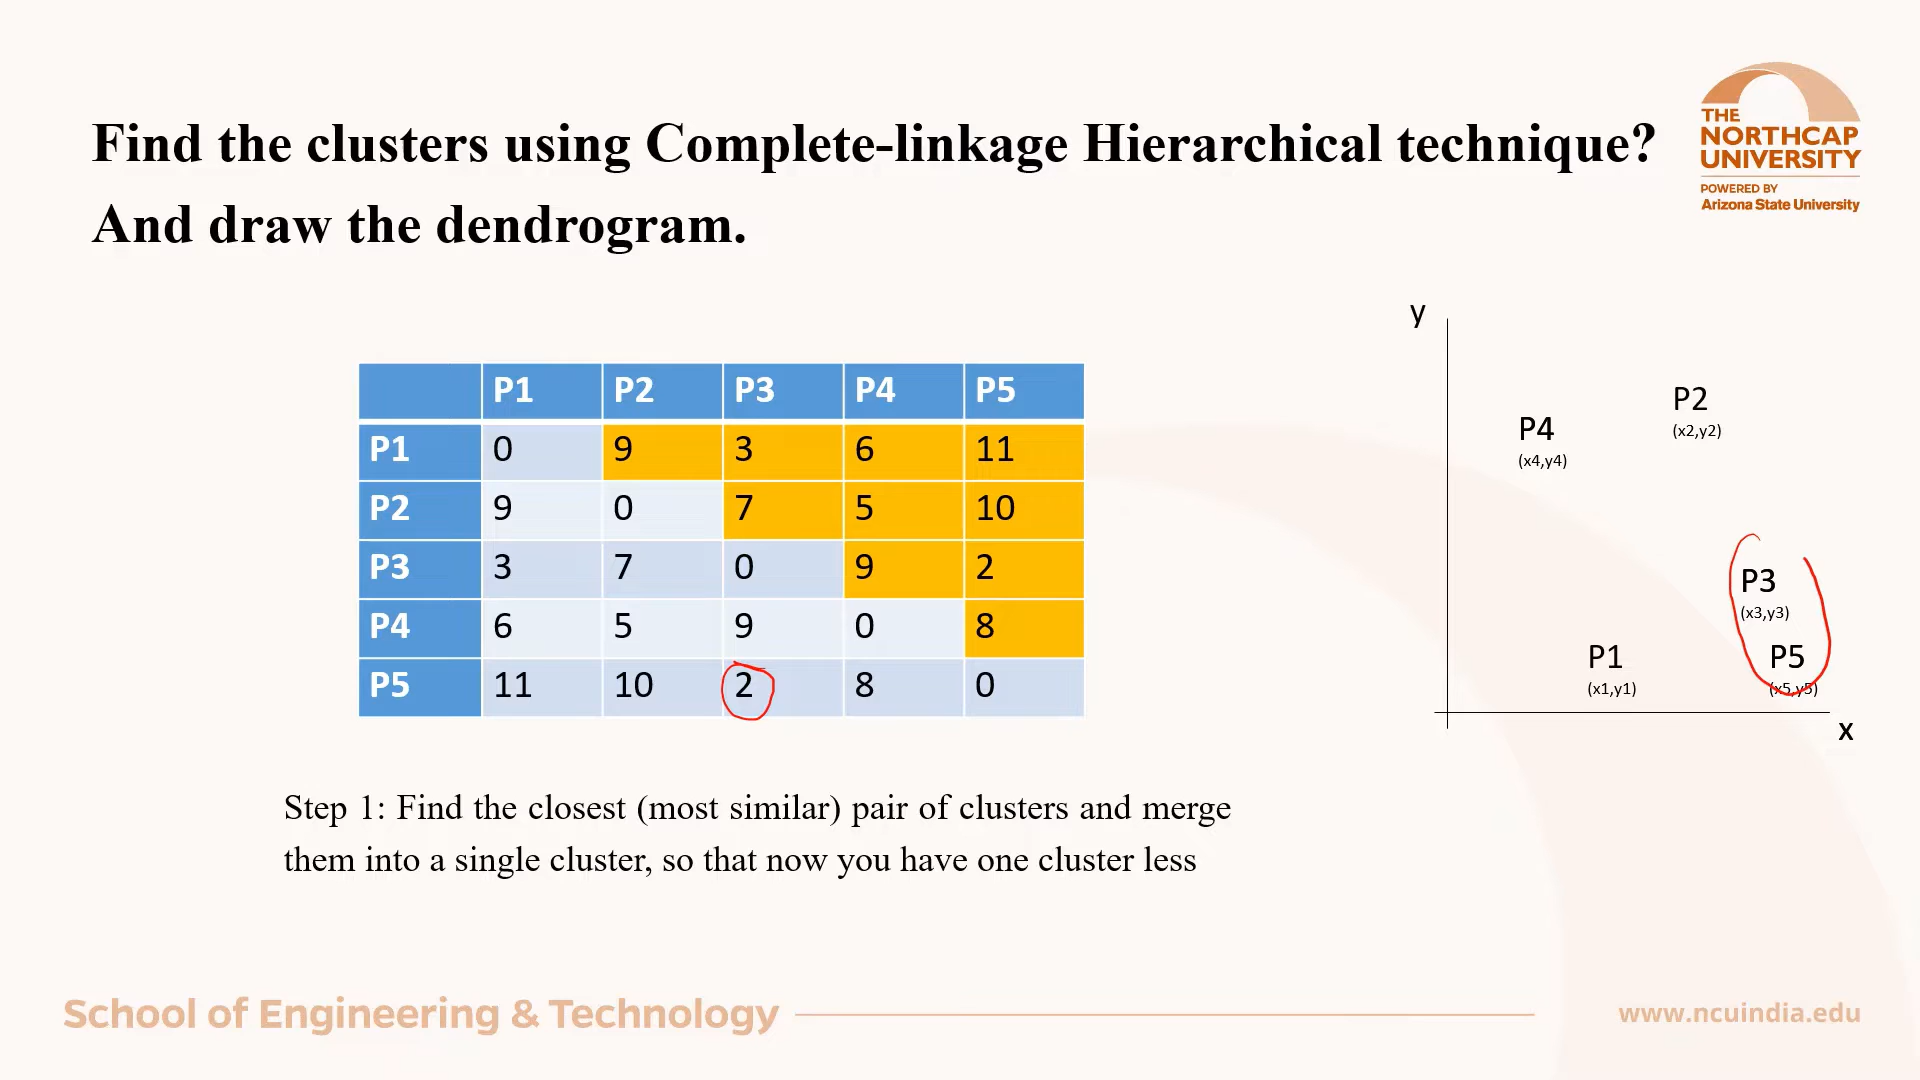 Find the clusters using Complete-linkage Hierarchical technique?
And draw the dendrogram.
THE
NORTHCAP
UNIVERSITY
POWERED BY
Arizona State University
P1 P2 P3 P4 P5
P1 0 9 3 6 11
P2 9 0 7 5 10
P3 3 7 0 9 2
P4 6 5 9 0 8
P5 11 10 2 8 0
y
P2
(x2,y2)
P4
(x4,y4)
P3
(x3,y3)
P1
(x1,y1)
P5
(x5,y5)
x
Step 1: Find the closest (most similar) pair of clusters and merge
them into a single cluster, so that now you have one cluster less
School of Engineering & Technology
www.ncuindia.edu